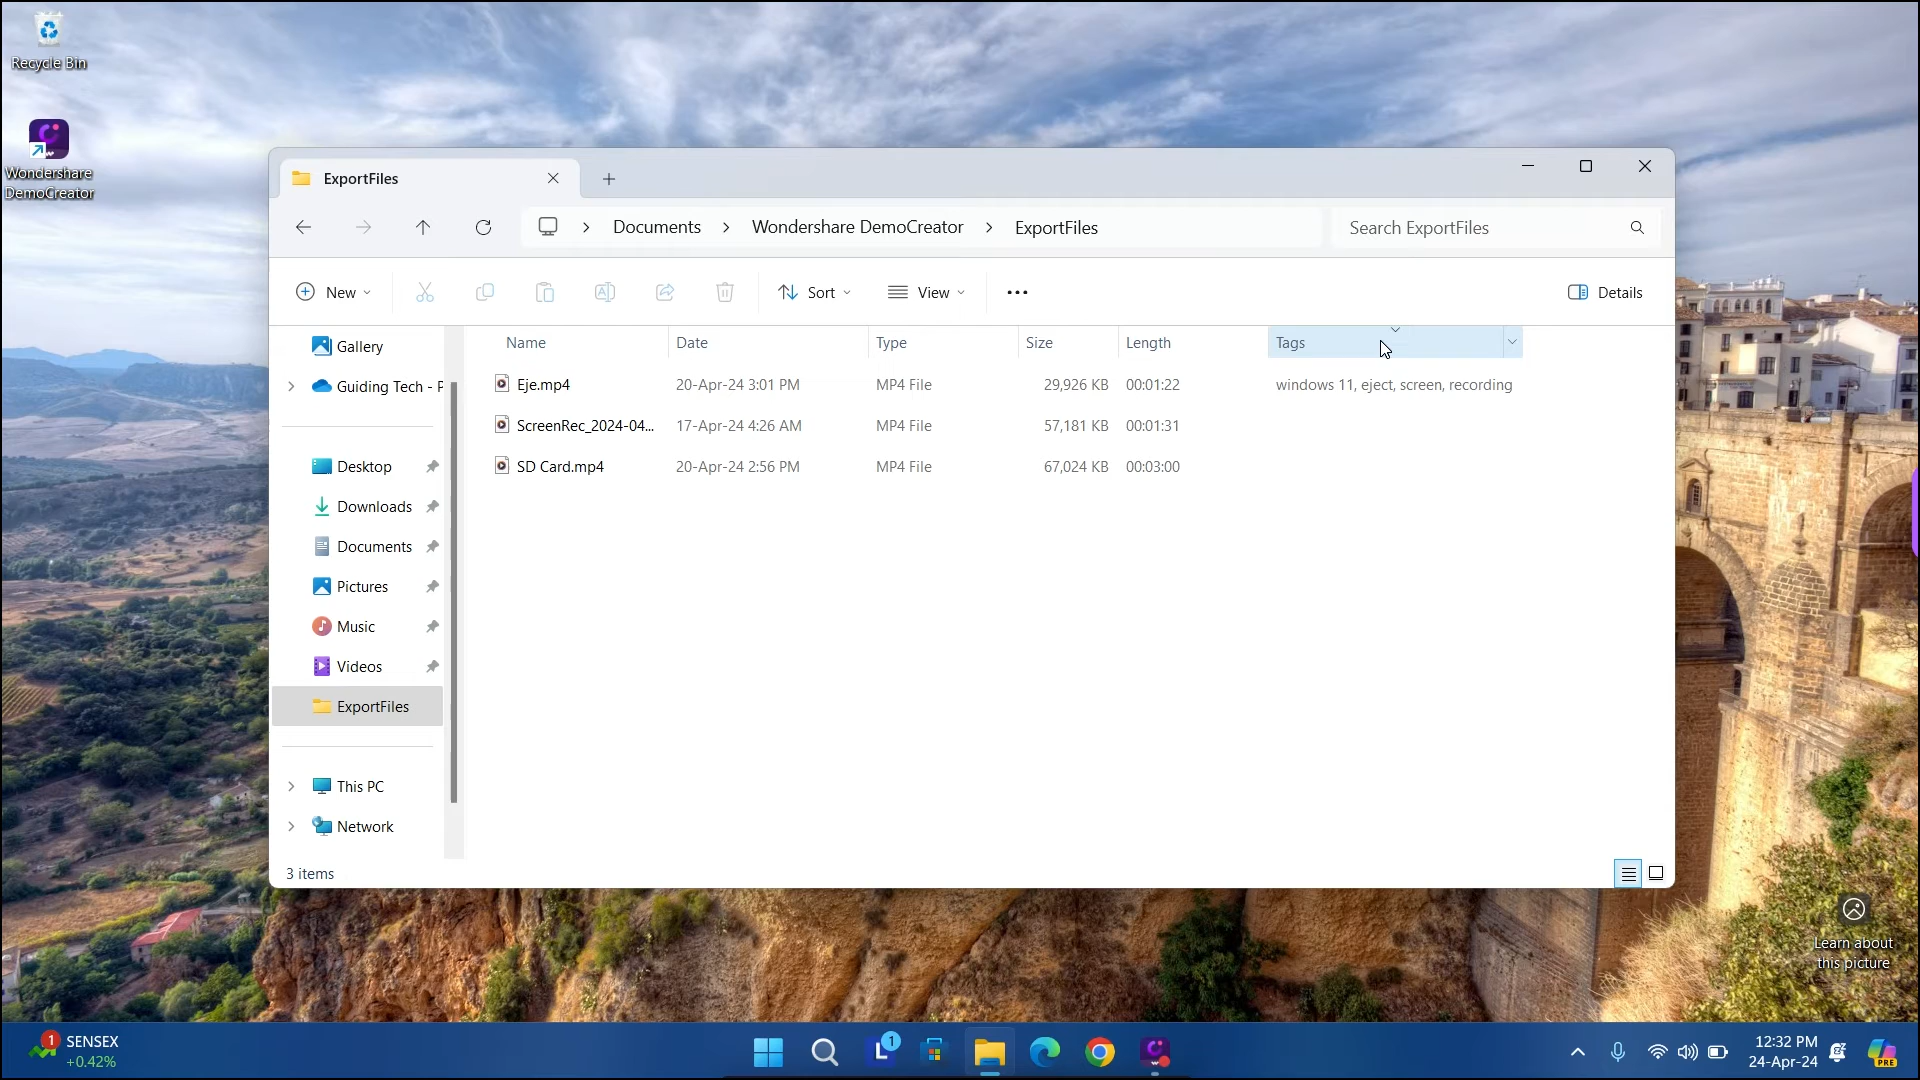 Recycle Bin
Wondershare
DemoCreator
ExportFiles
Documents
Wondershare DemoCreator
ExportFiles
Search ExportFiles
New
Sort
View
Details
Gallery
Guiding Tech - P
Desktop
Downloads
Documents
Pictures
Music
Videos
ExportFiles
This PC
Network
Name Date Type Size Length Tags
Eje.mp4 20-Apr-24 3:01 PM MP4 File 29,926 KB 00:01:22 windows 11, eject, screen, recording
ScreenRec_2024-04... 17-Apr-24 4:26 AM MP4 File 57,181 KB 00:01:31
SD Card.mp4 20-Apr-24 2:56 PM MP4 File 67,024 KB 00:03:00
3 items
Learn about
this picture
1
SENSEX
+0.42%
L
1
12:32 PM
24-Apr-24
PRE